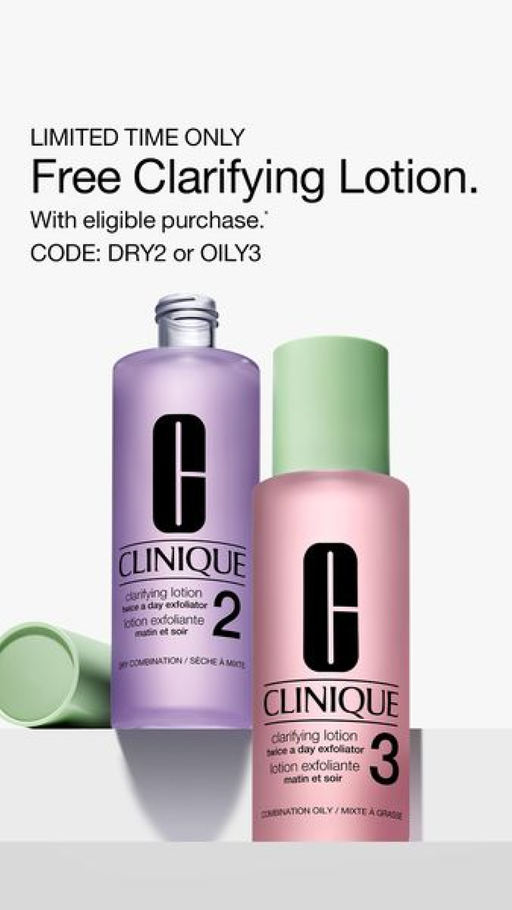 LIMITED TIME ONLY
Free Clarifying Lotion.
With eligible purchase.*
CODE: DRY2 or OILY3
CLINIQUE
clarifying lotion
twice a day exfoliator
lotion exfoliante
matin et soir
2
DRY COMBINATION / SÈCHE À MIXTE
CLINIQUE
clarifying lotion
twice a day exfoliator
lotion exfoliante
matin et soir
3
COMBINATION OILY / MIXTE À GRASSE